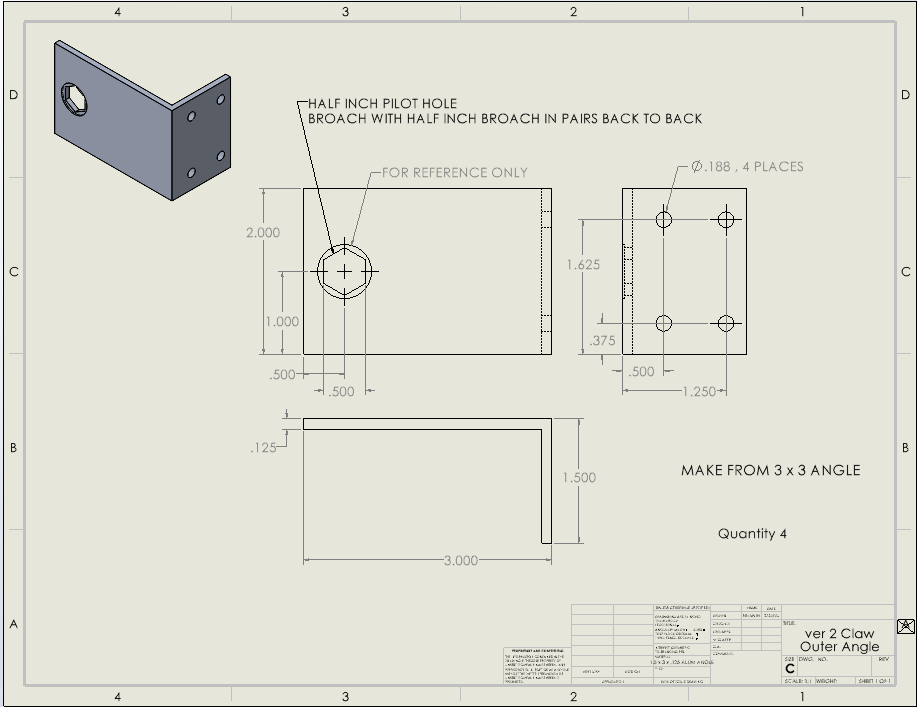 4 3 2 1
D D
HALF INCH PILOT HOLE
BROACH WITH HALF INCH BROACH IN PAIRS BACK TO BACK
FOR REFERENCE ONLY
Ø.188 , 4 PLACES
2.000
1.625
C C
1.000
.375
.500
.500
.500
1.250
.125
B B
1.500
MAKE FROM 3 x 3 ANGLE
Quantity 4
3.000
A A
NAME DATE
TITLE:
ver 2 Claw
Outer Angle
SIZE DWG. NO. REV
C
SCALE: 1:1 WEIGHT: SHEET 1 OF 1
4 3 2 1